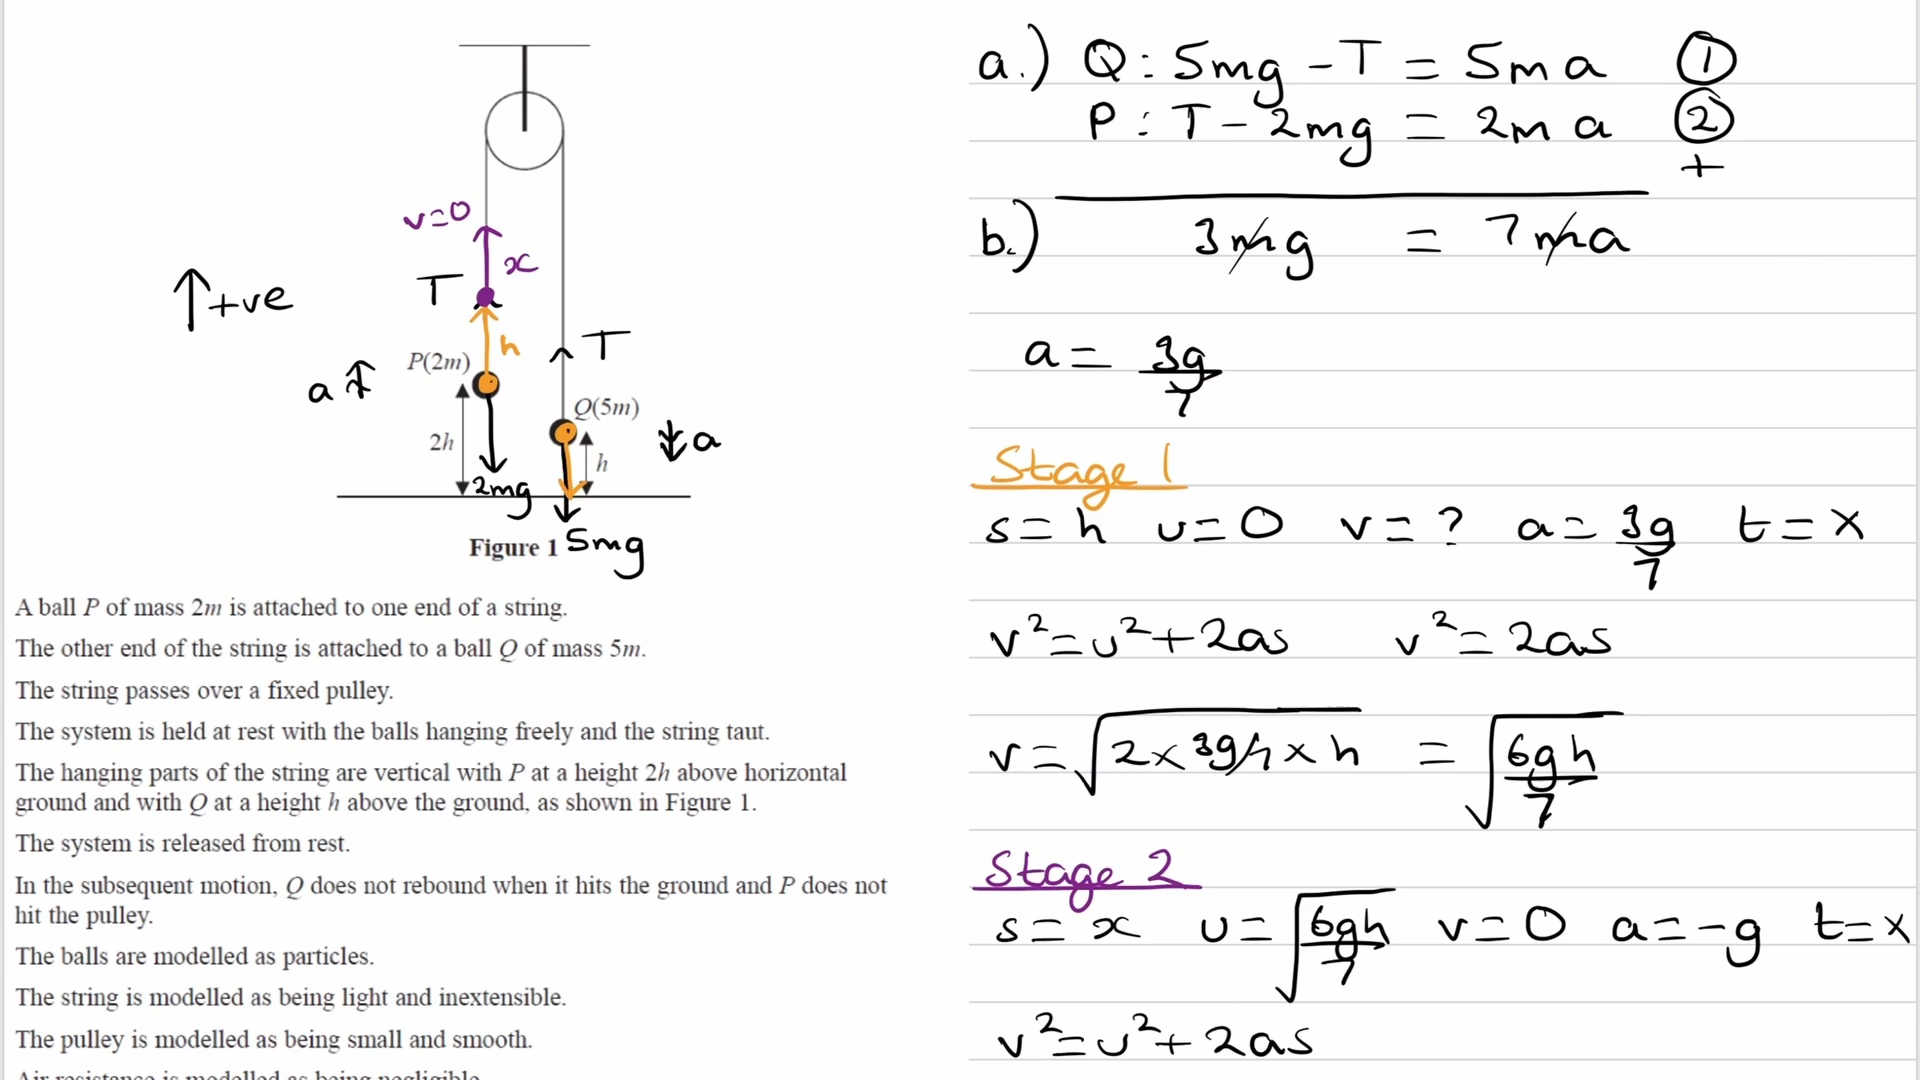 v=0
x
T
↑+ve
h
T
P(2m)
a
Q(5m)
a
2h
h
2mg
Figure 1
5mg
A ball P of mass 2m is attached to one end of a string.
The other end of the string is attached to a ball Q of mass 5m.
The string passes over a fixed pulley.
The system is held at rest with the balls hanging freely and the string taut.
The hanging parts of the string are vertical with P at a height 2h above horizontal
ground and with Q at a height h above the ground, as shown in Figure 1.
The system is released from rest.
In the subsequent motion, Q does not rebound when it hits the ground and P does not
hit the pulley.
The balls are modelled as particles.
The string is modelled as being light and inextensible.
The pulley is modelled as being small and smooth.
Air resistance is modelled as being negligible.
a.) Q: 5mg - T = 5ma ①
P: T - 2mg = 2ma ②
+
b.) 3mg = 7ma
a = 3g/7
Stage 1
s = h u = 0 v = ? a = 3g/7 t = x
v² = u² + 2as v² = 2as
v = √(2 × 3g/7 × h) = √(6gh/7)
Stage 2
s = x u = √(6gh/7) v = 0 a = -g t = x
v² = u² + 2as